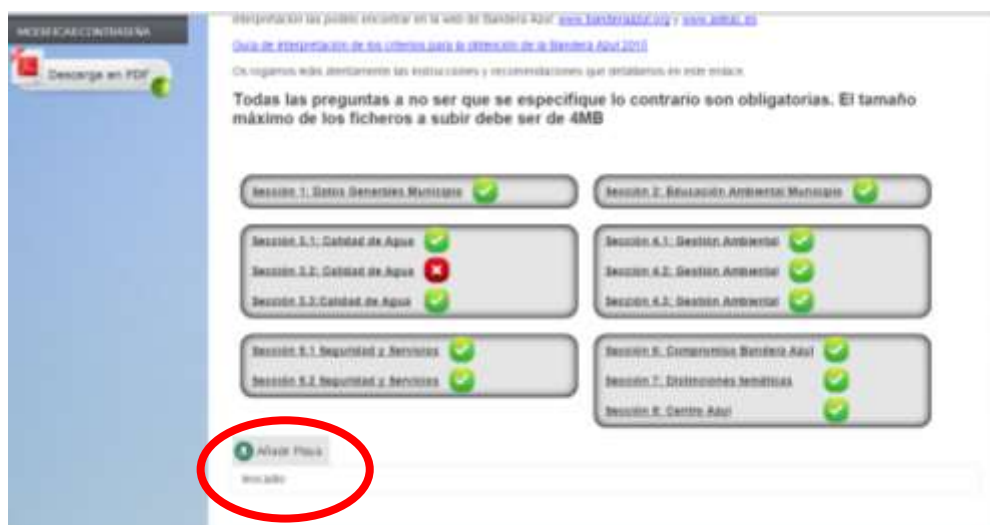 MODIFICAR CONTRASEÑA
Descarga en PDF
interpretación las podéis encontrar en la web de Bandera Azul: www.banderaazul.org y www.adeac.es
Guía de interpretación de los criterios para la obtención de la Bandera Azul 2015
Os rogamos leáis atentamente las instrucciones y recomendaciones que detallamos en este enlace.
Todas las preguntas a no ser que se especifique lo contrario son obligatorias. El tamaño
máximo de los ficheros a subir debe ser de 4MB
Sección 1: Datos Generales Municipio
Sección 2: Educación Ambiental Municipio
Sección 3.1: Calidad de Agua
Sección 3.2: Calidad de Agua
Sección 3.3:Calidad de Agua
Sección 4.1: Gestión Ambiental
Sección 4.2: Gestión Ambiental
Sección 4.3: Gestión Ambiental
Sección 5.1 Seguridad y Servicios
Sección 5.2 Seguridad y Servicios
Sección 6: Compromiso Bandera Azul
Sección 7: Distinciones temáticas
Sección 8: Centro Azul
Añadir Playa